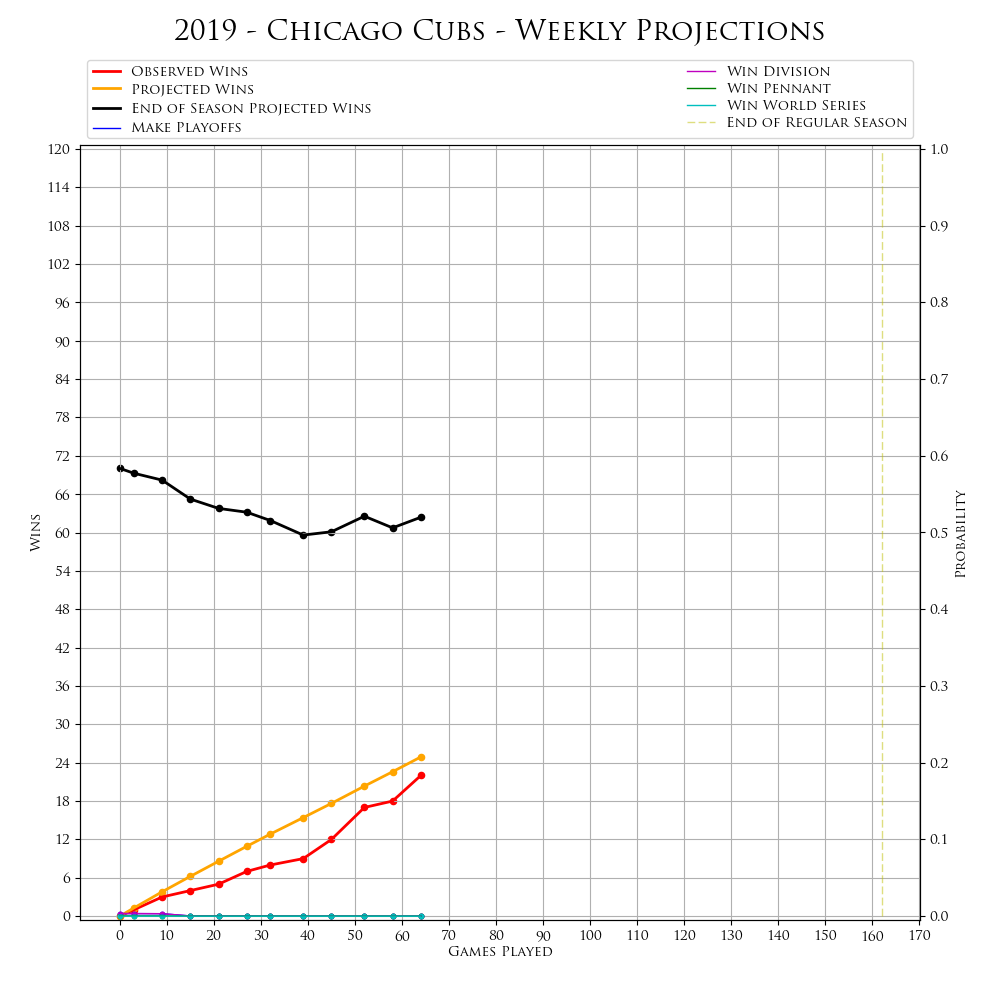 2019 - Chicago Cubs - Weekly Projections
Observed Wins
Projected Wins
End of Season Projected Wins
Make Playoffs
Win Division
Win Pennant
Win World Series
End of Regular Season
120
114
108
102
96
90
84
78
72
66
60
54
48
42
36
30
24
18
12
6
0
Wins
1.0
0.9
0.8
0.7
0.6
0.5
0.4
0.3
0.2
0.1
0.0
Probability
0 10 20 30 40 50 60 70 80 90 100 110 120 130 140 150 160 170
Games Played